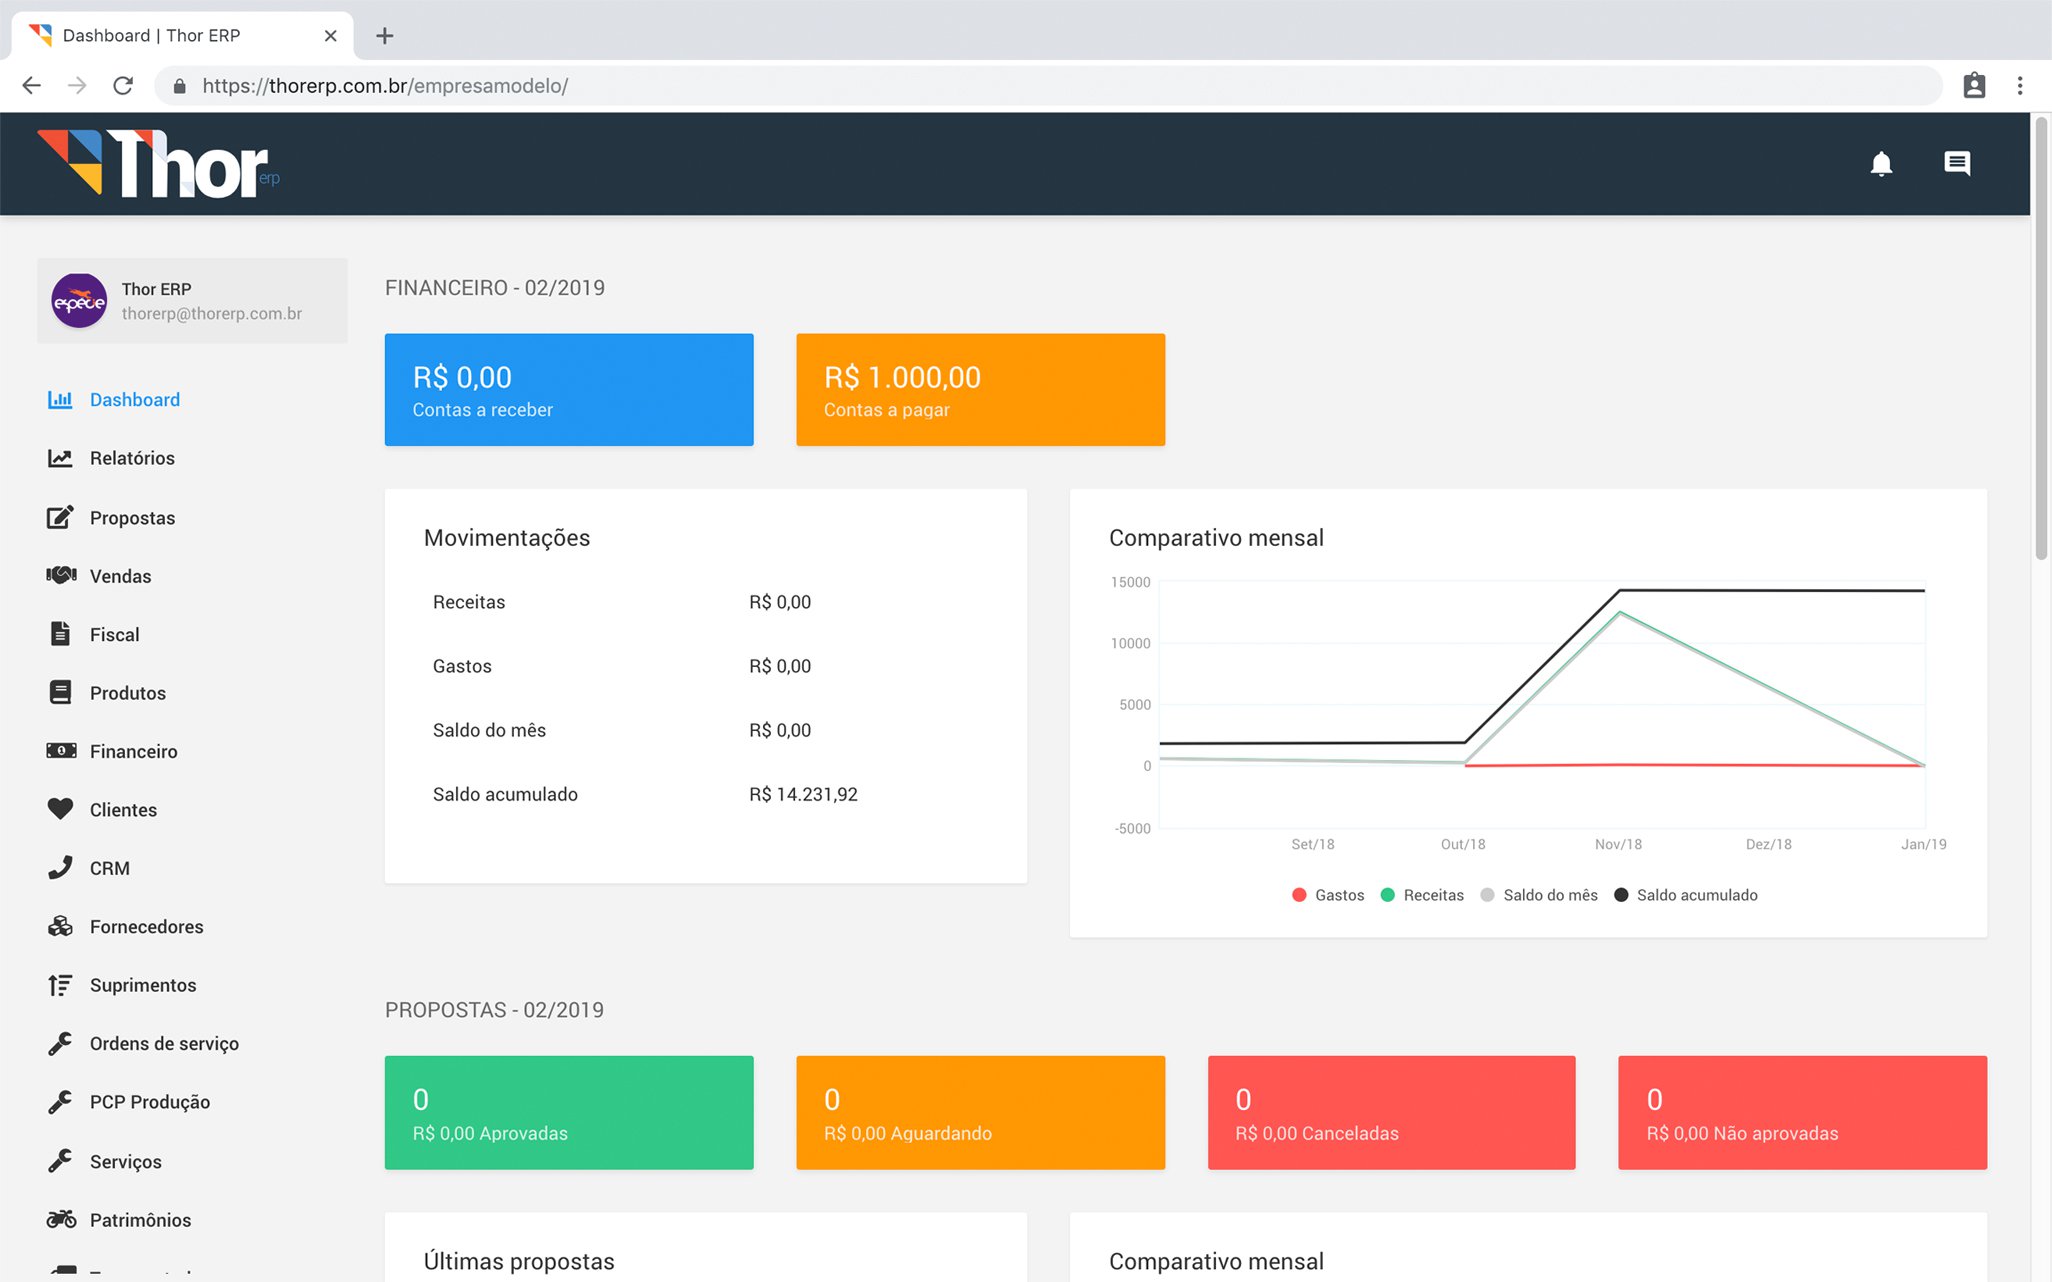 Dashboard | Thor ERP
https://thorerp.com.br/empresamodelo/
Thor erp
espécie
Thor ERP
thorerp@thorerp.com.br
Dashboard
Relatórios
Propostas
Vendas
Fiscal
Produtos
Financeiro
Clientes
CRM
Fornecedores
Suprimentos
Ordens de serviço
PCP Produção
Serviços
Patrimônios
FINANCEIRO - 02/2019
R$ 0,00
Contas a receber
R$ 1.000,00
Contas a pagar
Movimentações
Receitas R$ 0,00
Gastos R$ 0,00
Saldo do mês R$ 0,00
Saldo acumulado R$ 14.231,92
Comparativo mensal
15000
10000
5000
0
-5000
Set/18 Out/18 Nov/18 Dez/18 Jan/19
Gastos Receitas Saldo do mês Saldo acumulado
PROPOSTAS - 02/2019
0
R$ 0,00 Aprovadas
0
R$ 0,00 Aguardando
0
R$ 0,00 Canceladas
0
R$ 0,00 Não aprovadas
Últimas propostas
Comparativo mensal